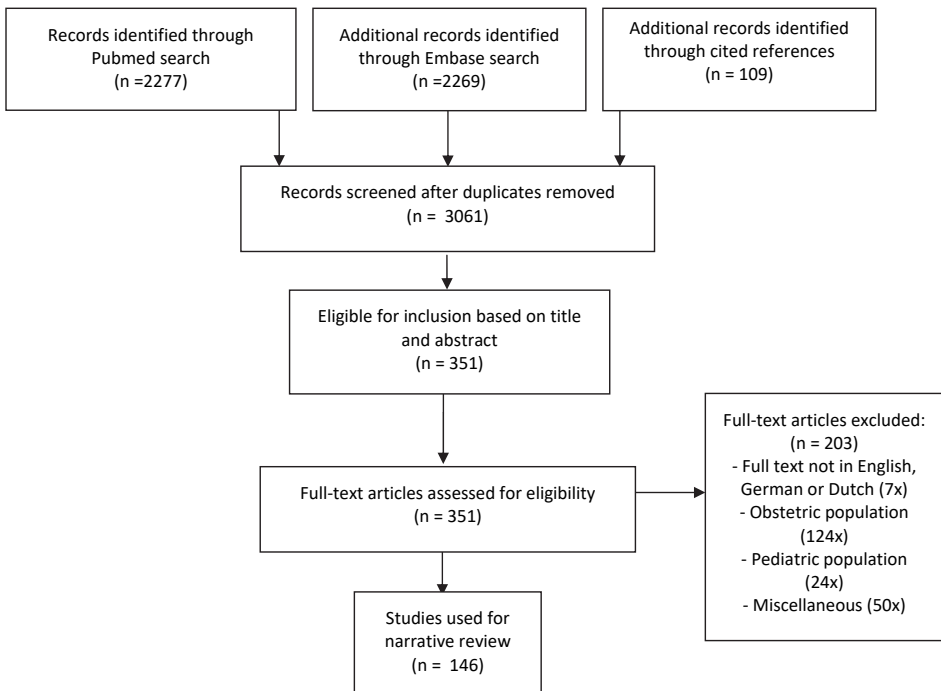 Records identified through
Pubmed search
(n =2277)
Additional records identified
through Embase search
(n =2269)
Additional records identified
through cited references
(n = 109)
Records screened after duplicates removed
(n = 3061)
Eligible for inclusion based on title
and abstract
(n = 351)
Full-text articles assessed for eligibility
(n = 351)
Full-text articles excluded:
(n = 203)
- Full text not in English,
German or Dutch (7x)
- Obstetric population
(124x)
- Pediatric population
(24x)
- Miscellaneous (50x)
Studies used for
narrative review
(n = 146)